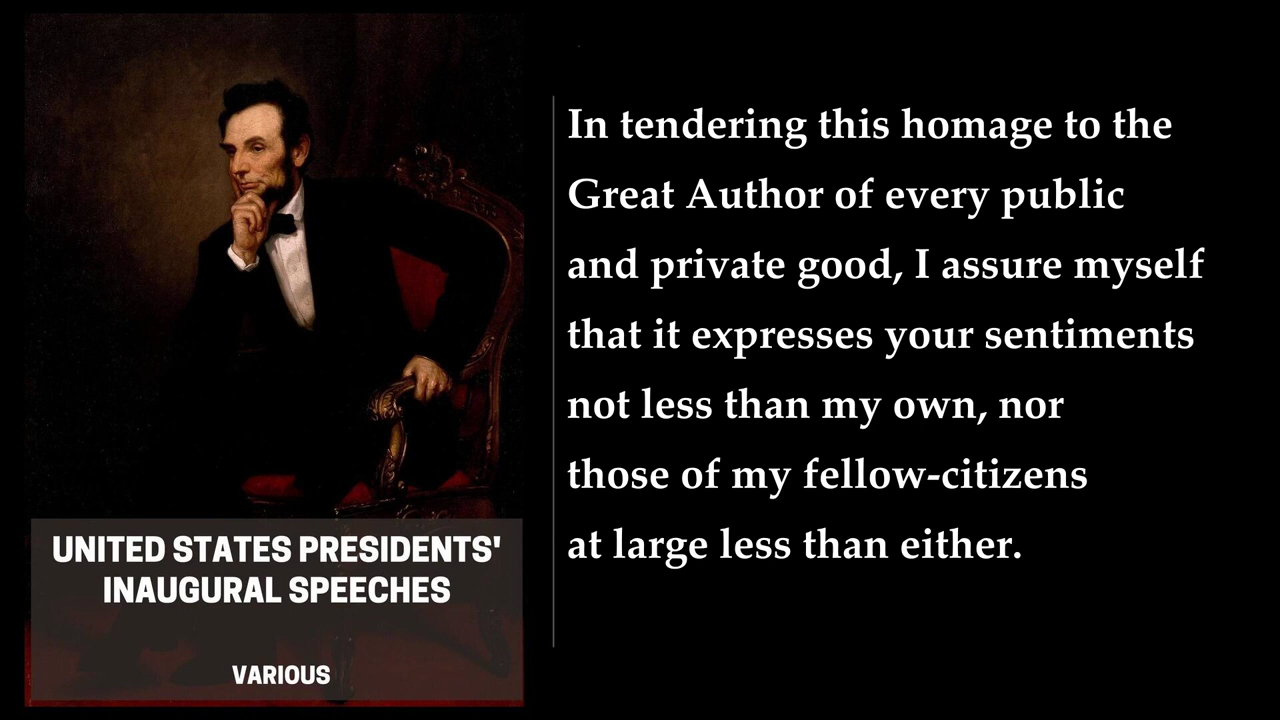 UNITED STATES PRESIDENTS'
INAUGURAL SPEECHES
VARIOUS
In tendering this homage to the
Great Author of every public
and private good, I assure myself
that it expresses your sentiments
not less than my own, nor
those of my fellow-citizens
at large less than either.